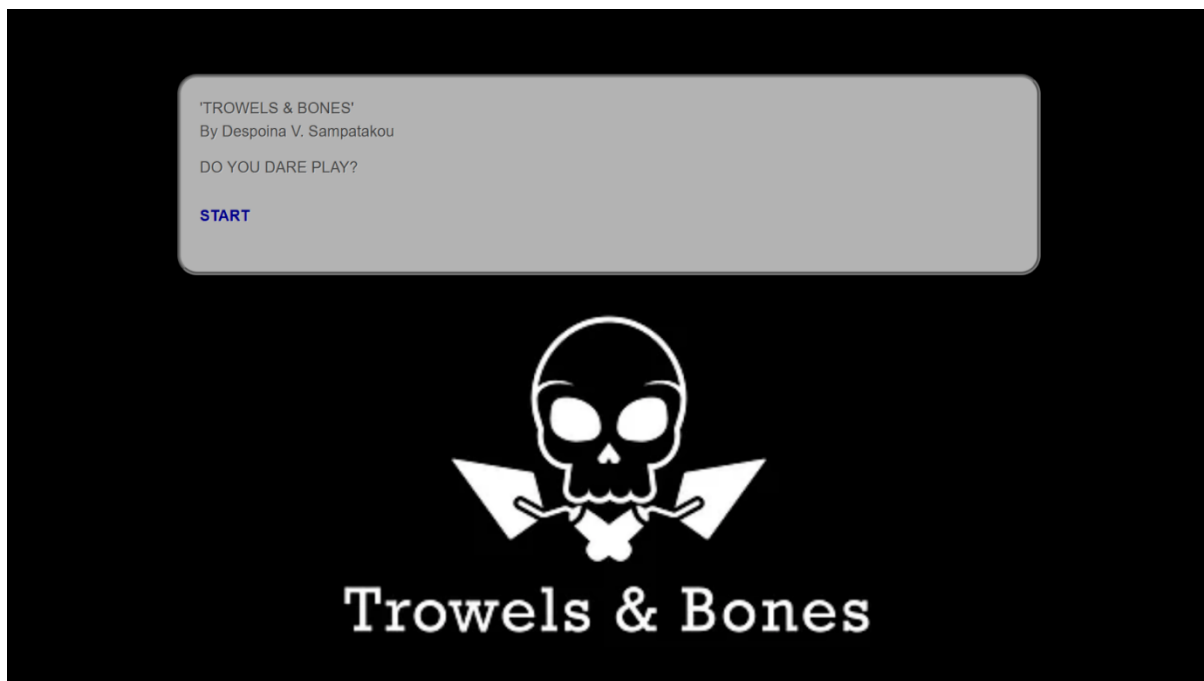 'TROWELS & BONES'
By Despoina V. Sampatakou
DO YOU DARE PLAY?
START
Trowels & Bones